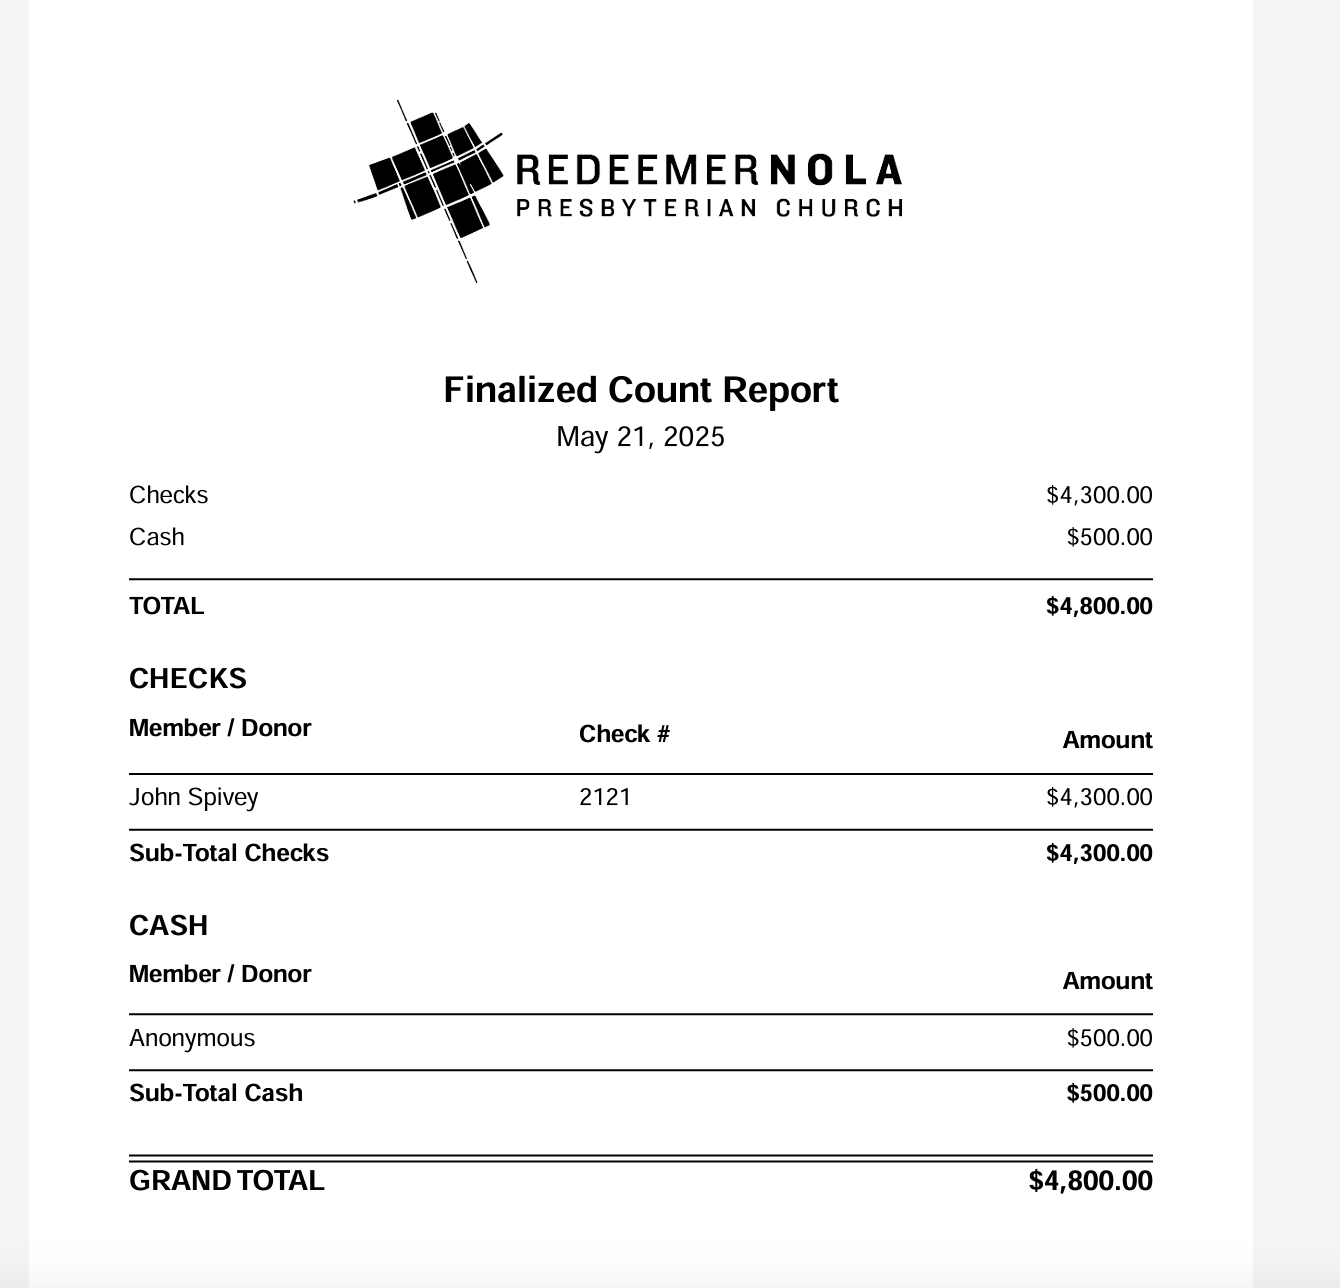 REDEEMERNOLA
PRESBYTERIAN CHURCH
Finalized Count Report
May 21, 2025
Checks $4,300.00
Cash $500.00
TOTAL $4,800.00
CHECKS
Member / Donor Check # Amount
John Spivey 2121 $4,300.00
Sub-Total Checks $4,300.00
CASH
Member / Donor Amount
Anonymous $500.00
Sub-Total Cash $500.00
GRAND TOTAL $4,800.00